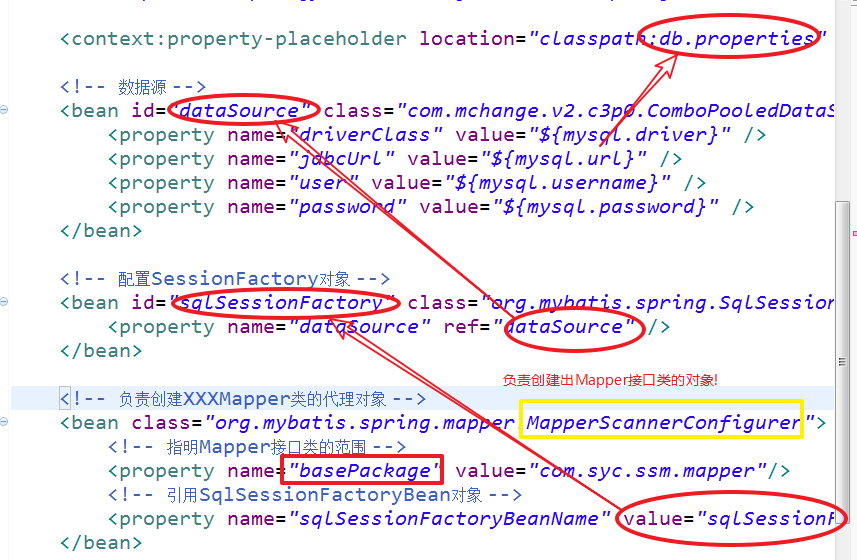 <context:property-placeholder location="classpath:db.properties"
<!-- 数据源 -->
<bean id="dataSource" class="com.mchange.v2.c3p0.ComboPooledDataS
<property name="driverClass" value="${mysql.driver}" />
<property name="jdbcUrl" value="${mysql.url}" />
<property name="user" value="${mysql.username}" />
<property name="password" value="${mysql.password}" />
</bean>
<!-- 配置SessionFactory对象 -->
<bean id="sqlSessionFactory" class="org.mybatis.spring.SqlSession
<property name="dataSource" ref="dataSource" />
</bean>
负责创建出Mapper接口类的对象!
<!-- 负责创建XXXMapper类的代理对象 -->
<bean class="org.mybatis.spring.mapper.MapperScannerConfigurer">
<!-- 指明Mapper接口类的范围 -->
<property name="basePackage" value="com.syc.ssm.mapper"/>
<!-- 引用SqlSessionFactoryBean对象 -->
<property name="sqlSessionFactoryBeanName" value="sqlSessionF
</bean>